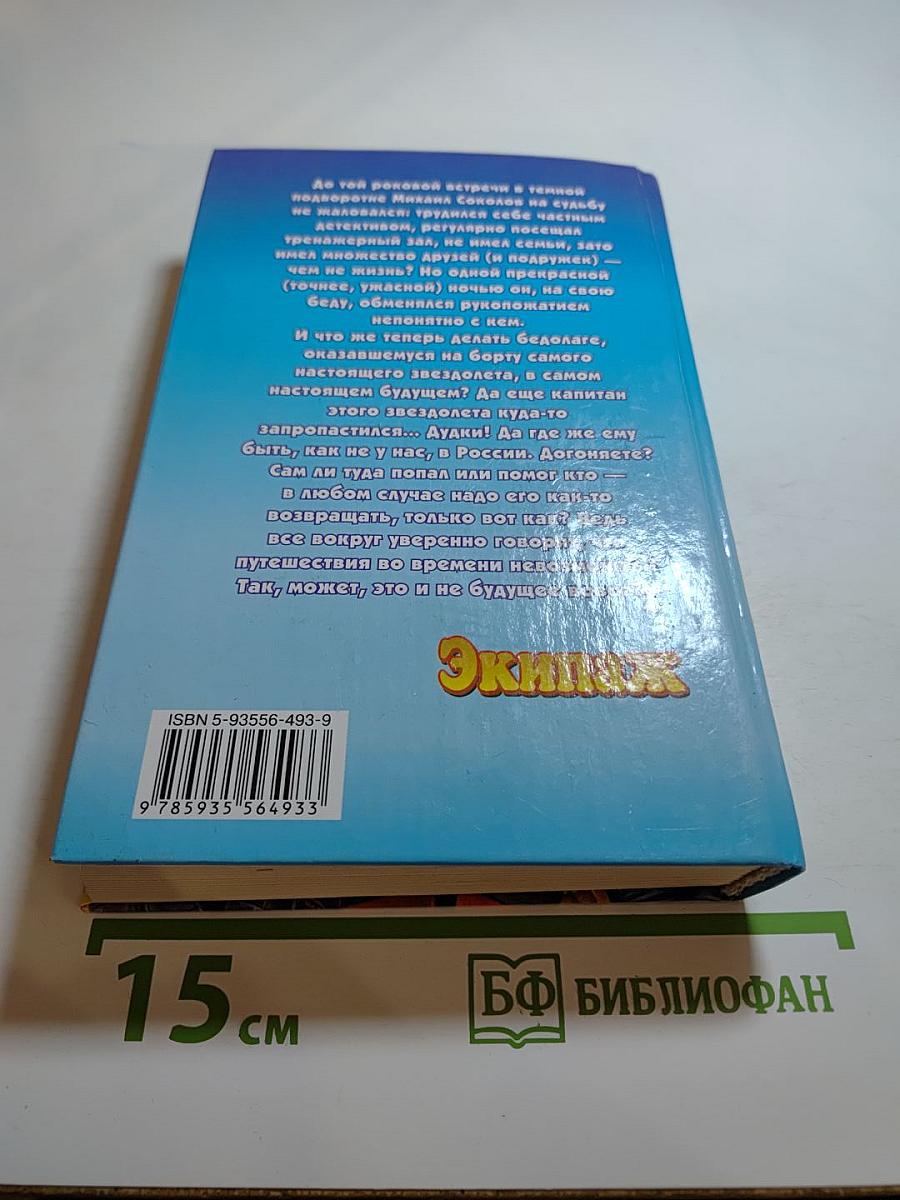 До той роковой встречи в темной
подворотне Михаил Соколов на судьбу
не жаловался: трудился себе частным
детективом, регулярно посещал
тренажерный зал, не имел семьи, зато
имел множество друзей (и подружек) —
чем не жизнь? Но одной прекрасной
(точнее, ужасной) ночью он, на свою
беду, обменялся рукопожатием
непонятно с кем.
И что же теперь делать бедолаге,
оказавшемуся на борту самого
настоящего звездолета, в самом
настоящем будущем? Да еще капитан
этого звездолета куда-то
запропастился... Дудки! Да где же ему
быть, как не у нас, в России. Догоняете?
Сам ли туда попал или помог кто —
в любом случае надо его как-то
возвращать, только вот как? Ведь
все вокруг уверенно говорят, что
путешествия во времени
Так, может, это и не будущее
Экипаж
ISBN 5-93556-493-9
9 785935 564933
15 см
БФ БИБЛИОФАН